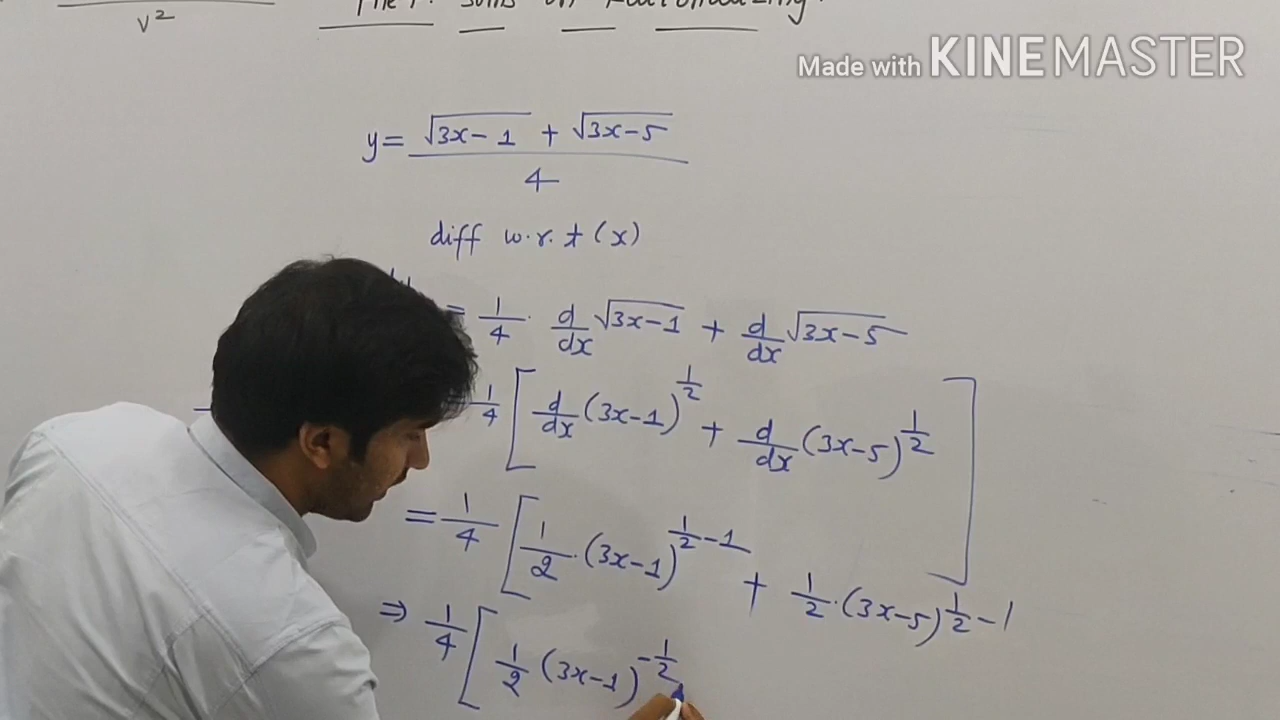 v²
Made with KINEMASTER
y = √3x-1 + √3x-5 / 4
diff w.r.t (x)
= 1/4 . d/dx √3x-1 + d/dx √3x-5
= 1/4 [ d/dx (3x-1)^1/2 + d/dx (3x-5)^1/2 ]
= 1/4 [ 1/2 . (3x-1)^1/2-1 + 1/2 . (3x-5)^1/2-1
⇒ 1/4 [ 1/2 (3x-1)^-1/2